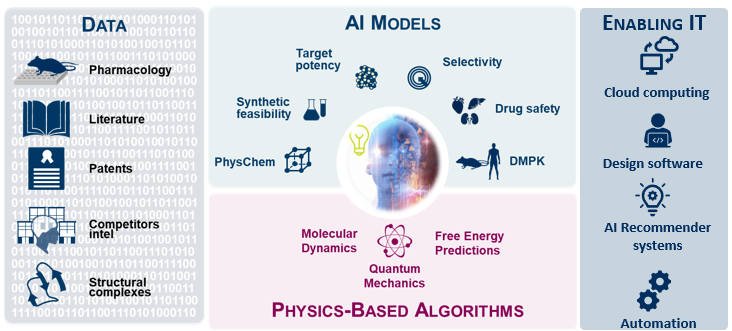 DATA
Pharmacology
Literature
Patents
Competitors
intel
Structural
complexes
AI MODELS
Target
potency
Selectivity
Synthetic
feasibility
Drug safety
PhysChem
DMPK
Molecular
Dynamics
Free Energy
Predictions
Quantum
Mechanics
PHYSICS-BASED ALGORITHMS
ENABLING IT
Cloud computing
Design software
AI Recommender
systems
Automation